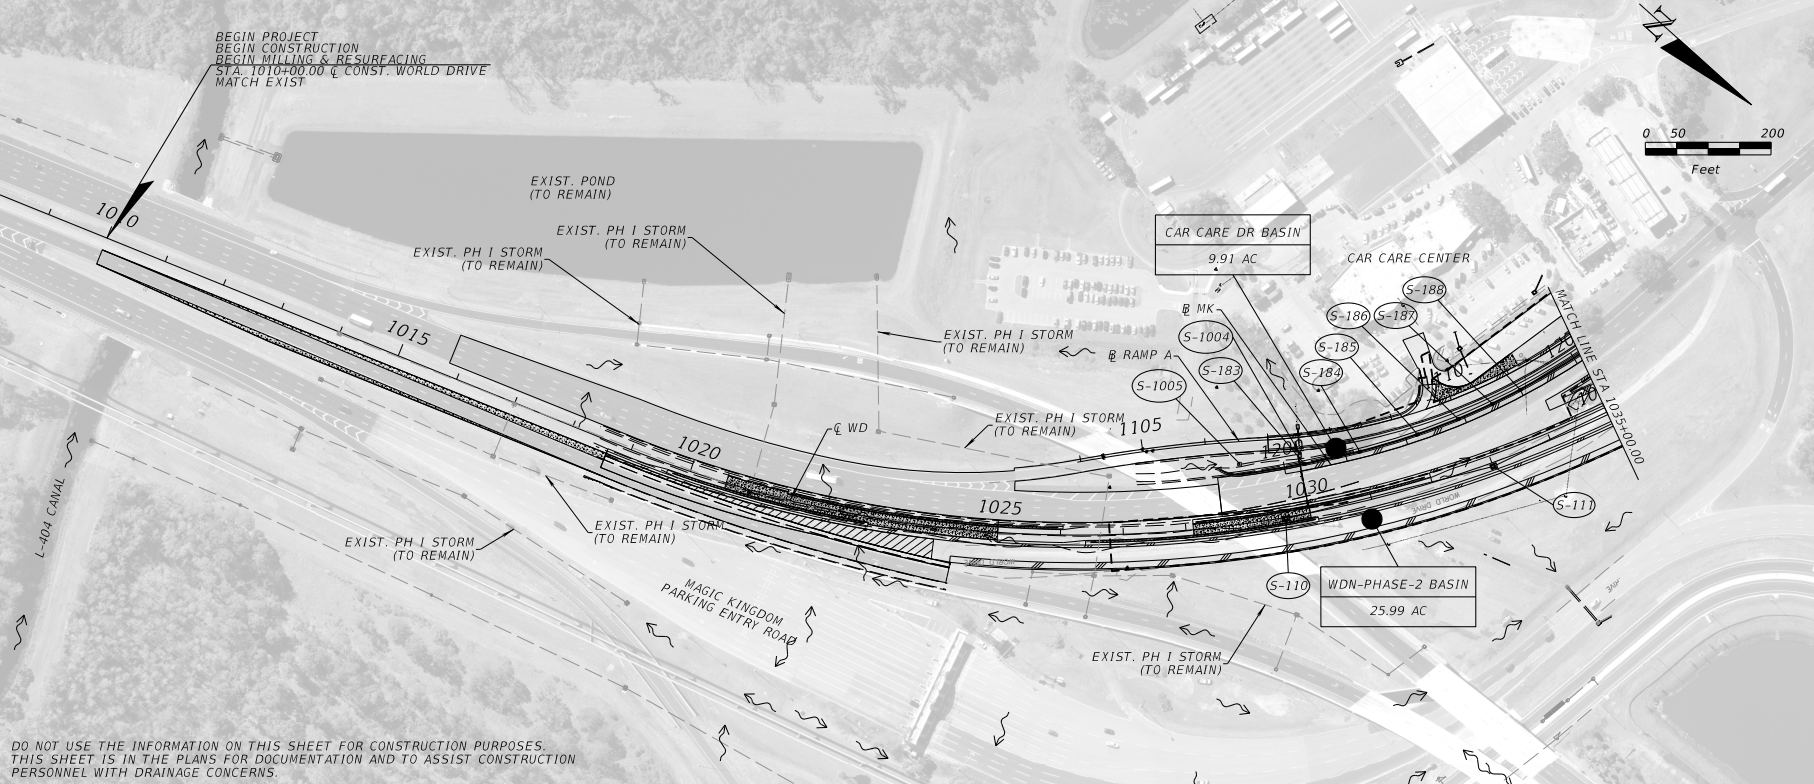 BEGIN PROJECT
BEGIN CONSTRUCTION
BEGIN MILLING & RESURFACING
STA. 1010+00.00 ℄ CONST. WORLD DRIVE
MATCH EXIST
N
0 50 200
Feet
EXIST. POND
(TO REMAIN)
1010
EXIST. PH I STORM
(TO REMAIN)
EXIST. PH I STORM
(TO REMAIN)
CAR CARE DR BASIN
9.91 AC
CAR CARE CENTER
S-188
S-187
S-186
MATCH LINE STA 1035+00.00
B MK
1015
EXIST. PH I STORM
(TO REMAIN)
S-1004
S-185
B RAMP A
S-183
S-184
S-1005
EXIST. PH I STORM
(TO REMAIN)
1105
℄ WD
1020
1200
1025
1030
WORLD DRIVE
S-111
L-404 CANAL
EXIST. PH I STORM
(TO REMAIN)
EXIST. PH I STORM
(TO REMAIN)
MAGIC KINGDOM
PARKING ENTRY ROAD
S-110
WDN-PHASE-2 BASIN
25.99 AC
EXIST. PH I STORM
(TO REMAIN)
DO NOT USE THE INFORMATION ON THIS SHEET FOR CONSTRUCTION PURPOSES.
THIS SHEET IS IN THE PLANS FOR DOCUMENTATION AND TO ASSIST CONSTRUCTION
PERSONNEL WITH DRAINAGE CONCERNS.